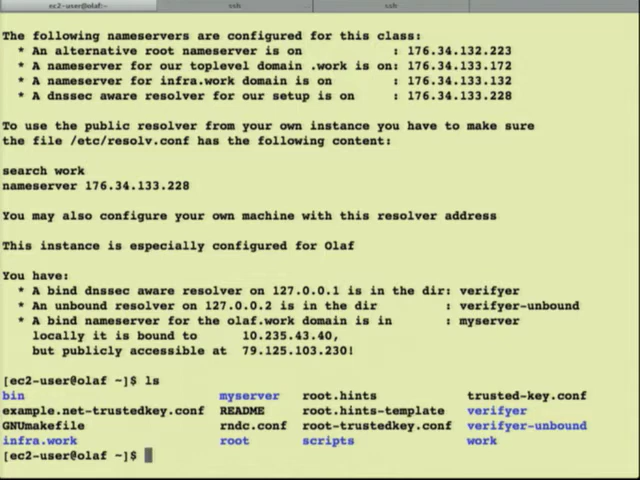 ec2-user@olaf:~ ssh ssh
The following nameservers are configured for this class:
* An alternative root nameserver is on : 176.34.132.223
* A nameserver for our toplevel domain .work is on: 176.34.133.172
* A nameserver for infra.work domain is on : 176.34.133.132
* A dnssec aware resolver for our setup is on : 176.34.133.228
To use the public resolver from your own instance you have to make sure
the file /etc/resolv.conf has the following content:
search work
nameserver 176.34.133.228
You may also configure your own machine with this resolver address
This instance is especially configured for Olaf
You have:
* A bind dnssec aware resolver on 127.0.0.1 is in the dir: verifyer
* An unbound resolver on 127.0.0.2 is in the dir : verifyer-unbound
* A bind nameserver for the olaf.work domain is in : myserver
locally it is bound to 10.235.43.40,
but publicly accessible at 79.125.103.230!
[ec2-user@olaf ~]$ ls
bin myserver root.hints trusted-key.conf
example.net-trustedkey.conf README root.hints-template verifyer
GNUmakefile rndc.conf root-trustedkey.conf verifyer-unbound
infra.work root scripts work
[ec2-user@olaf ~]$